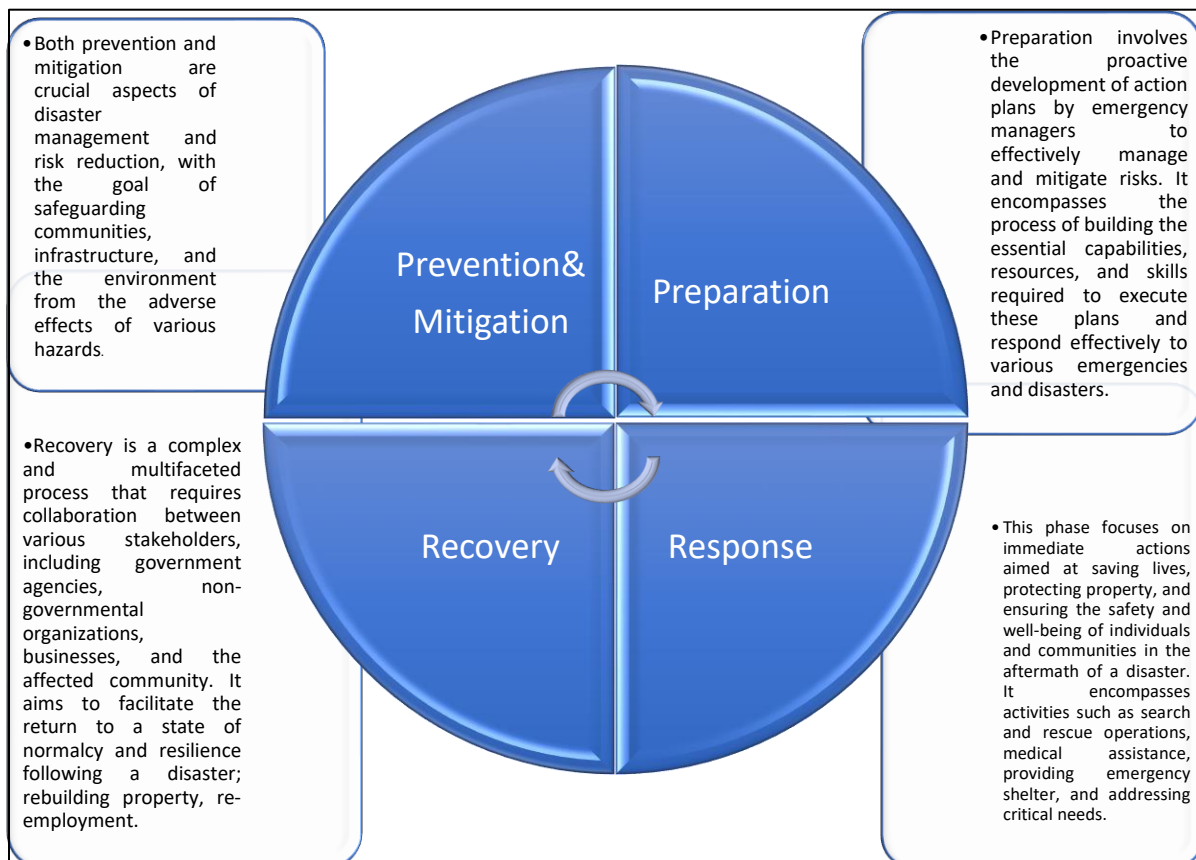 •Both prevention and
mitigation are
crucial aspects of
disaster
management and
risk reduction, with
the goal of
safeguarding
communities,
infrastructure, and
the environment
from the adverse
effects of various
hazards.
•Preparation involves
the proactive
development of action
plans by emergency
managers to
effectively manage
and mitigate risks. It
encompasses the
process of building the
essential capabilities,
resources, and skills
required to execute
these plans and
respond effectively to
various emergencies
and disasters.
Prevention&
Mitigation
Preparation
Recovery
Response
•Recovery is a complex
and multifaceted
process that requires
collaboration between
various stakeholders,
including government
agencies, non-
governmental
organizations,
businesses, and the
affected community. It
aims to facilitate the
return to a state of
normalcy and resilience
following a disaster;
rebuilding property, re-
employment.
•This phase focuses on
immediate actions
aimed at saving lives,
protecting property, and
ensuring the safety and
well-being of individuals
and communities in the
aftermath of a disaster.
It encompasses
activities such as search
and rescue operations,
medical assistance,
providing emergency
shelter, and addressing
critical needs.